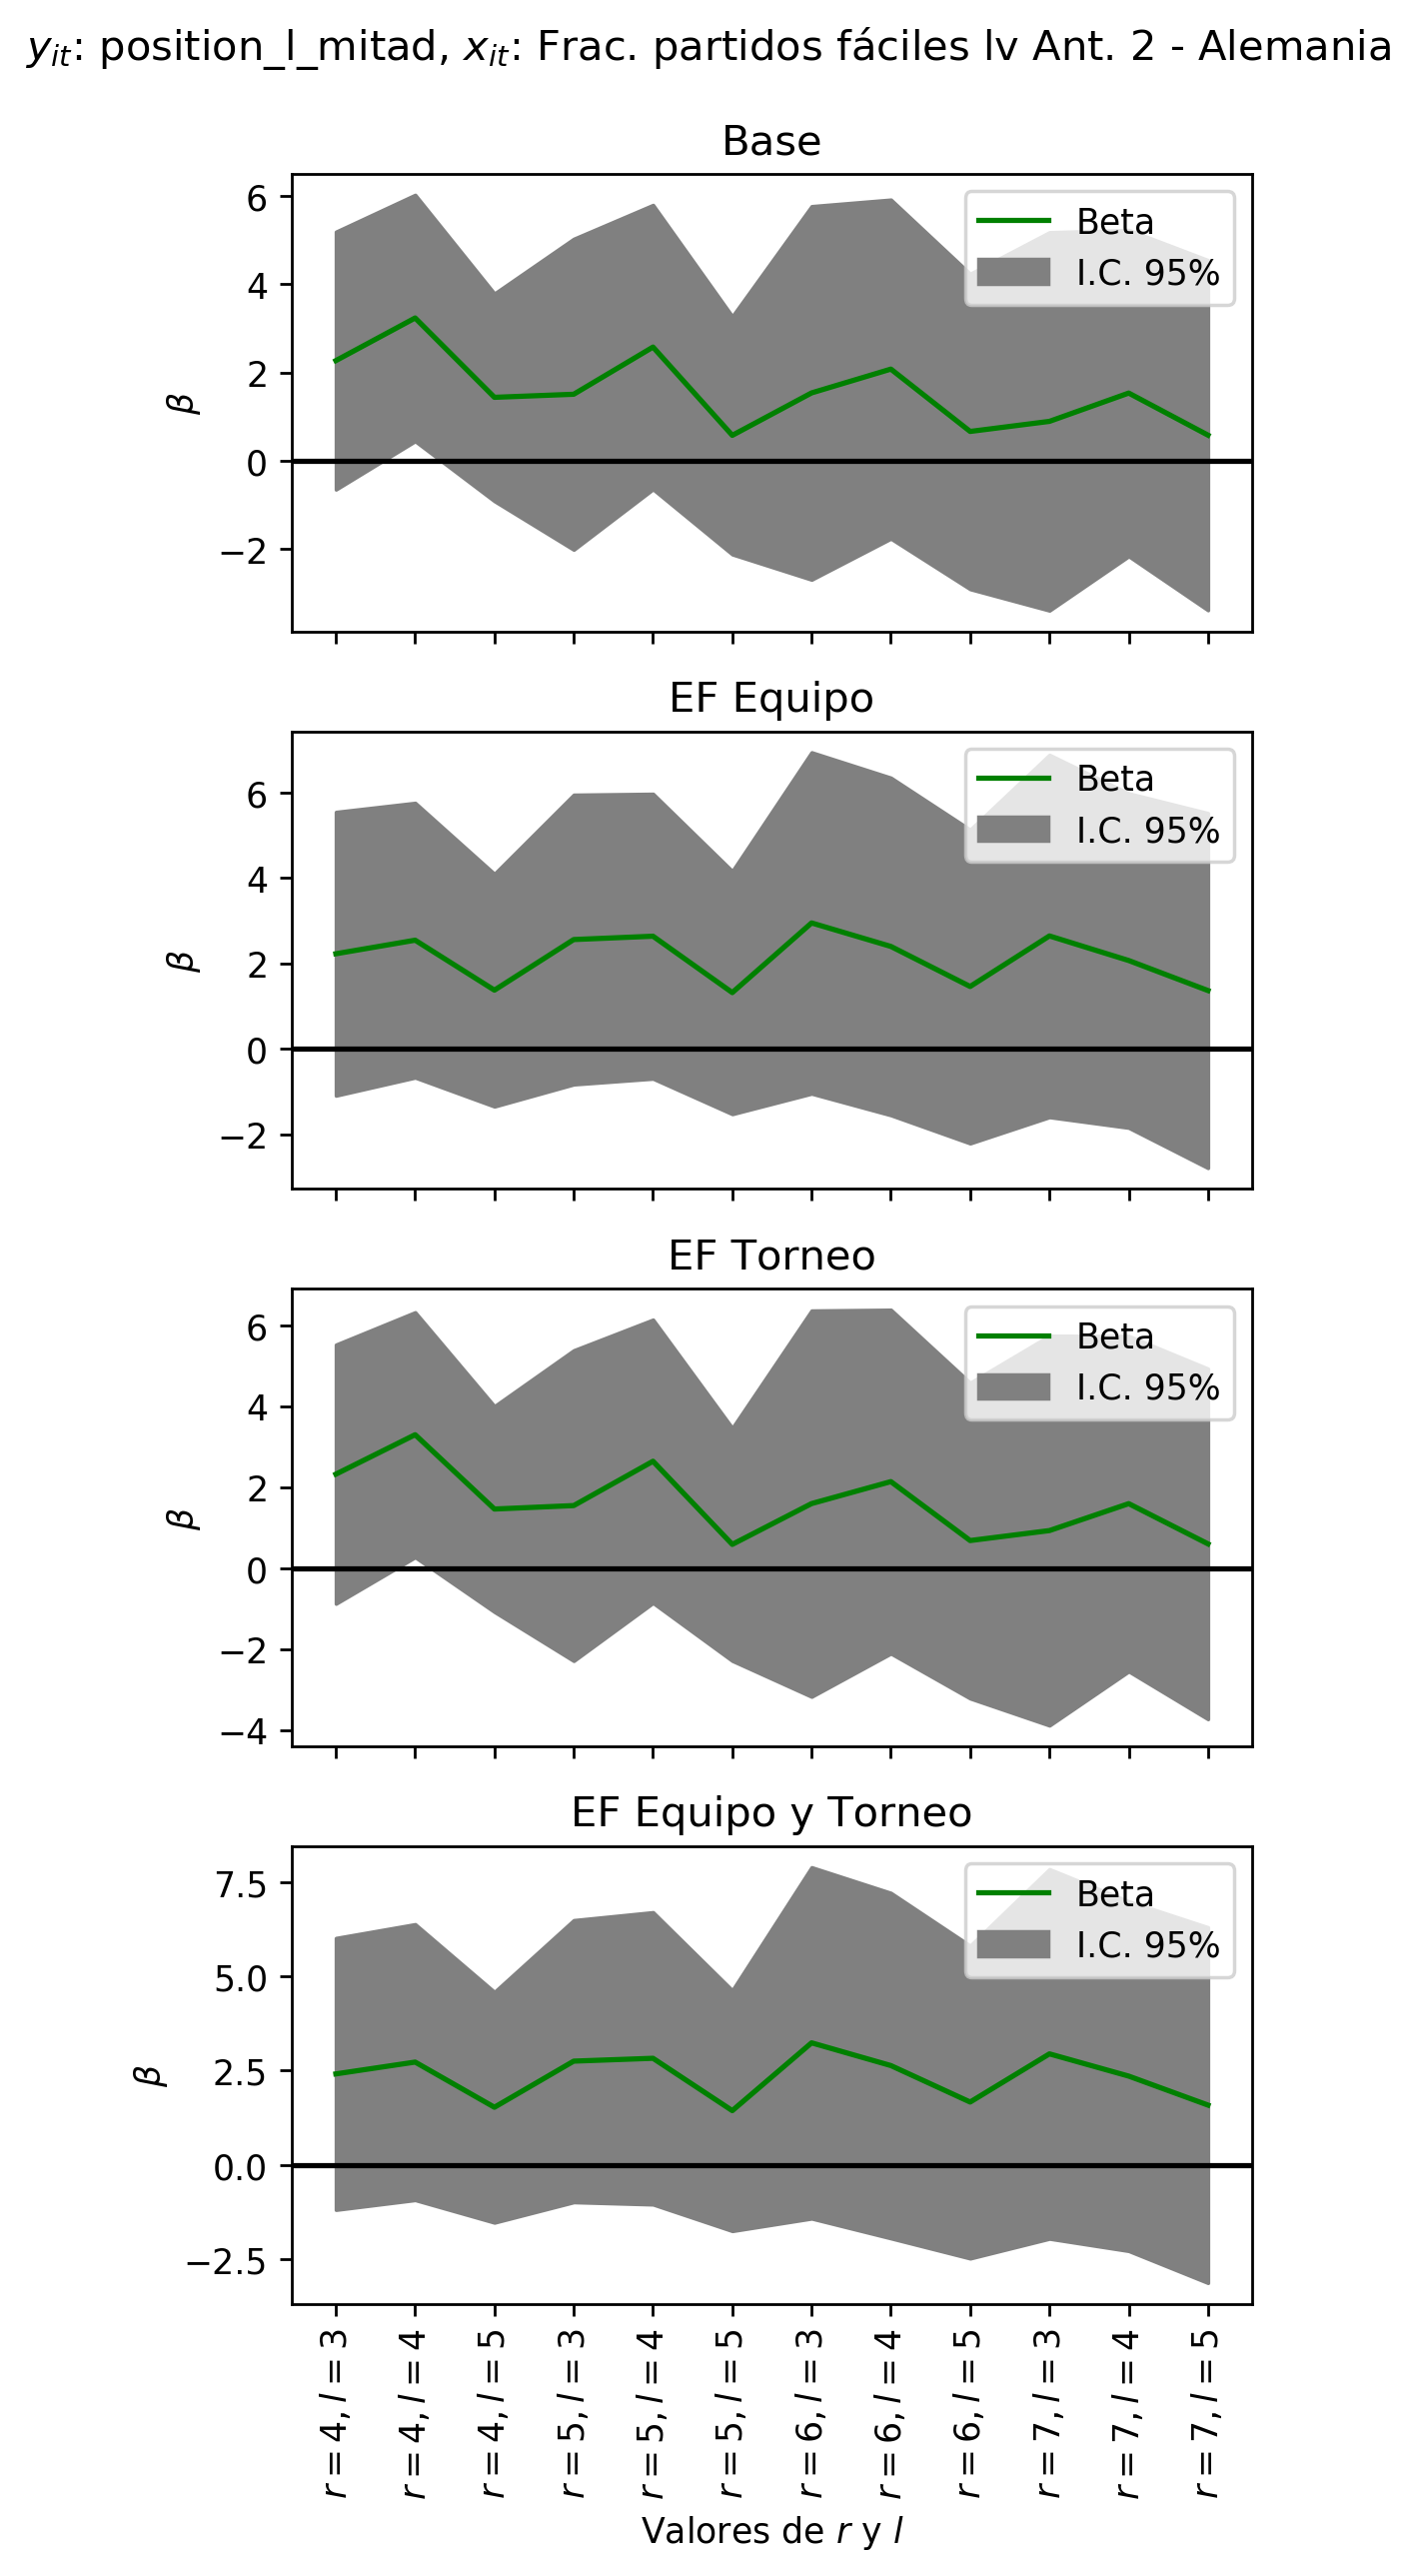 y_{it}: position_l_mitad, x_{it}: Frac. partidos fáciles lv Ant. 2 - Alemania
Base
Beta
I.C. 95%
6
4
2
0
−2
β
EF Equipo
Beta
I.C. 95%
6
4
2
0
−2
β
EF Torneo
Beta
I.C. 95%
6
4
2
0
−2
−4
β
EF Equipo y Torneo
Beta
I.C. 95%
7.5
5.0
2.5
0.0
−2.5
β
r = 4, l = 3
r = 4, l = 4
r = 4, l = 5
r = 5, l = 3
r = 5, l = 4
r = 5, l = 5
r = 6, l = 3
r = 6, l = 4
r = 6, l = 5
r = 7, l = 3
r = 7, l = 4
r = 7, l = 5
Valores de r y l